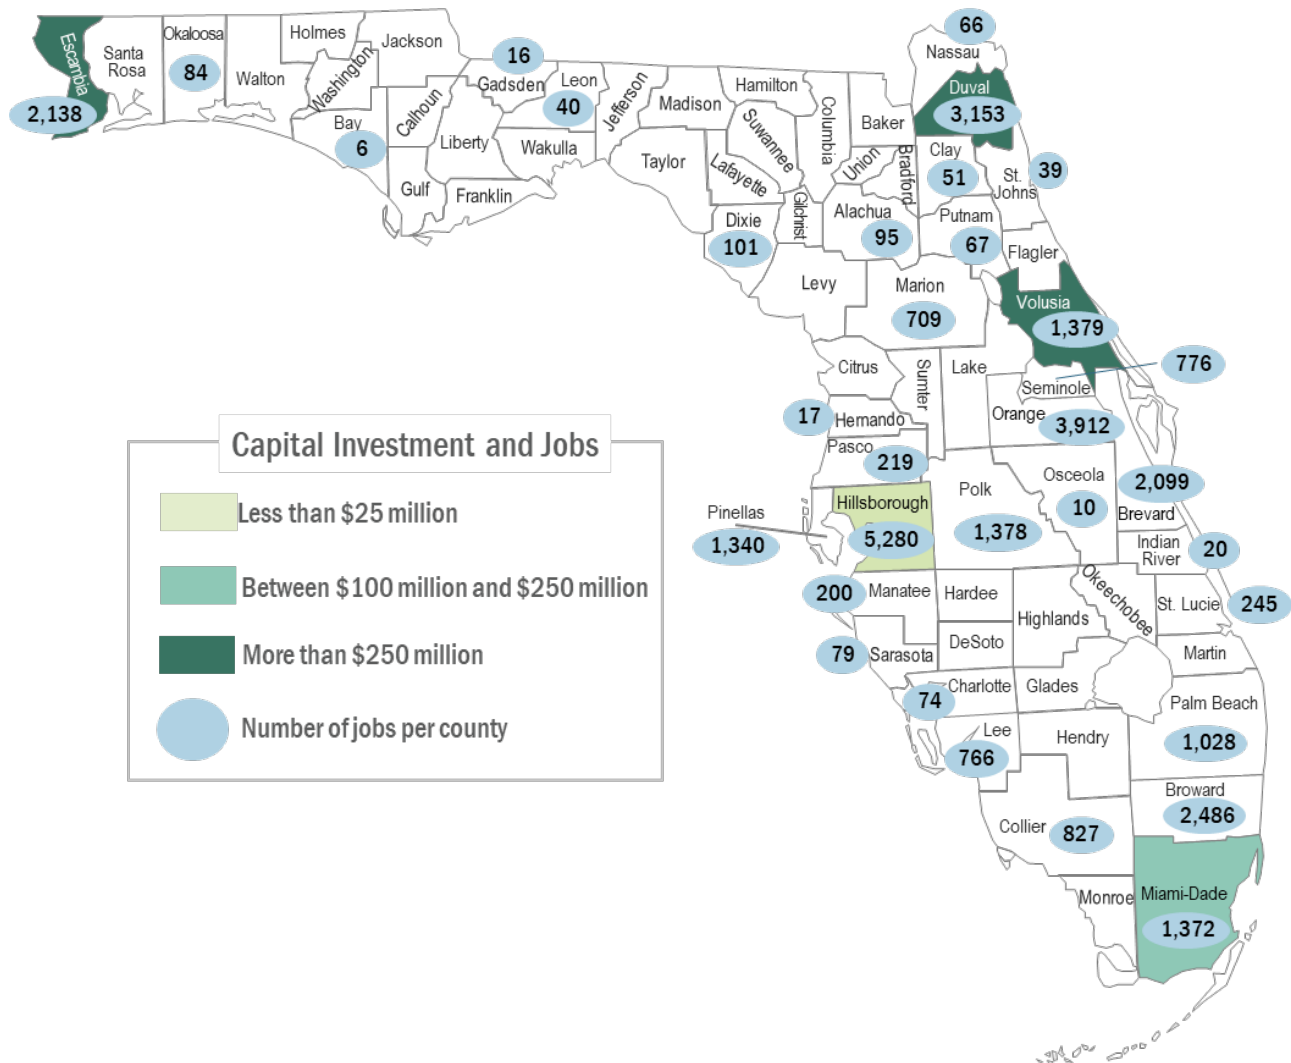 66
Nassau
Escambia
Santa
Rosa
Okaloosa
84
Walton
Holmes
Washington
Jackson
16
Gadsden
Leon
40
Jefferson
Madison
Hamilton
Suwannee
Columbia
Baker
Duval
3,153
2,138
Bay
6
Calhoun
Liberty
Wakulla
Gulf
Franklin
Taylor
Lafayette
Union
Bradford
Clay
51
St.
Johns
39
Dixie
101
Gilchrist
Alachua
95
Putnam
67
Flagler
Levy
Marion
709
Volusia
1,379
Citrus
Sumter
Lake
Seminole
776
Orange
3,912
17
Hernando
Pasco
219
Capital Investment and Jobs
Less than $25 million
Between $100 million and $250 million
More than $250 million
Number of jobs per county
Pinellas
1,340
Hillsborough
5,280
Polk
1,378
Osceola
10
2,099
Brevard
Indian
River
20
200
Manatee
Hardee
Highlands
Okeechobee
St. Lucie
245
79
Sarasota
DeSoto
Martin
74
Charlotte
Glades
Palm Beach
1,028
Lee
766
Hendry
Broward
2,486
Collier
827
Monroe
Miami-Dade
1,372